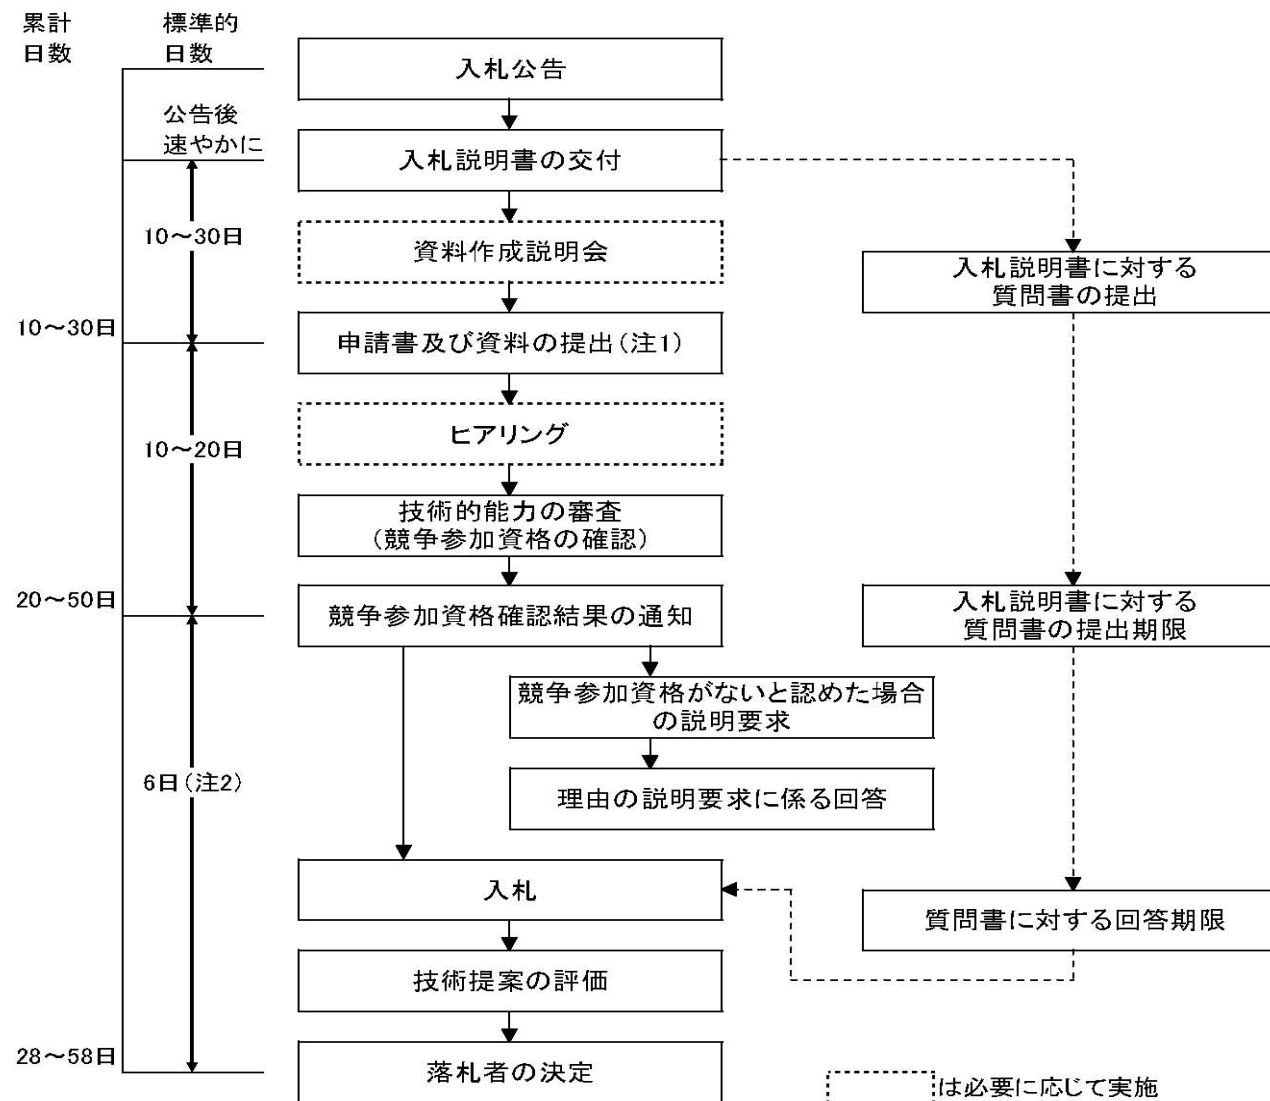 累計
日数
標準的
日数
入札公告
公告後
速やかに
入札説明書の交付
10～30日
資料作成説明会
入札説明書に対する
質問書の提出
10～30日
申請書及び資料の提出(注1)
ヒアリング
10～20日
技術的能力の審査
(競争参加資格の確認)
20～50日
競争参加資格確認結果の通知
入札説明書に対する
質問書の提出期限
競争参加資格がないと認めた場合
の説明要求
6日(注2)
理由の説明要求に係る回答
入札
質問書に対する回答期限
技術提案の評価
28～58日
落札者の決定
は必要に応じて実施